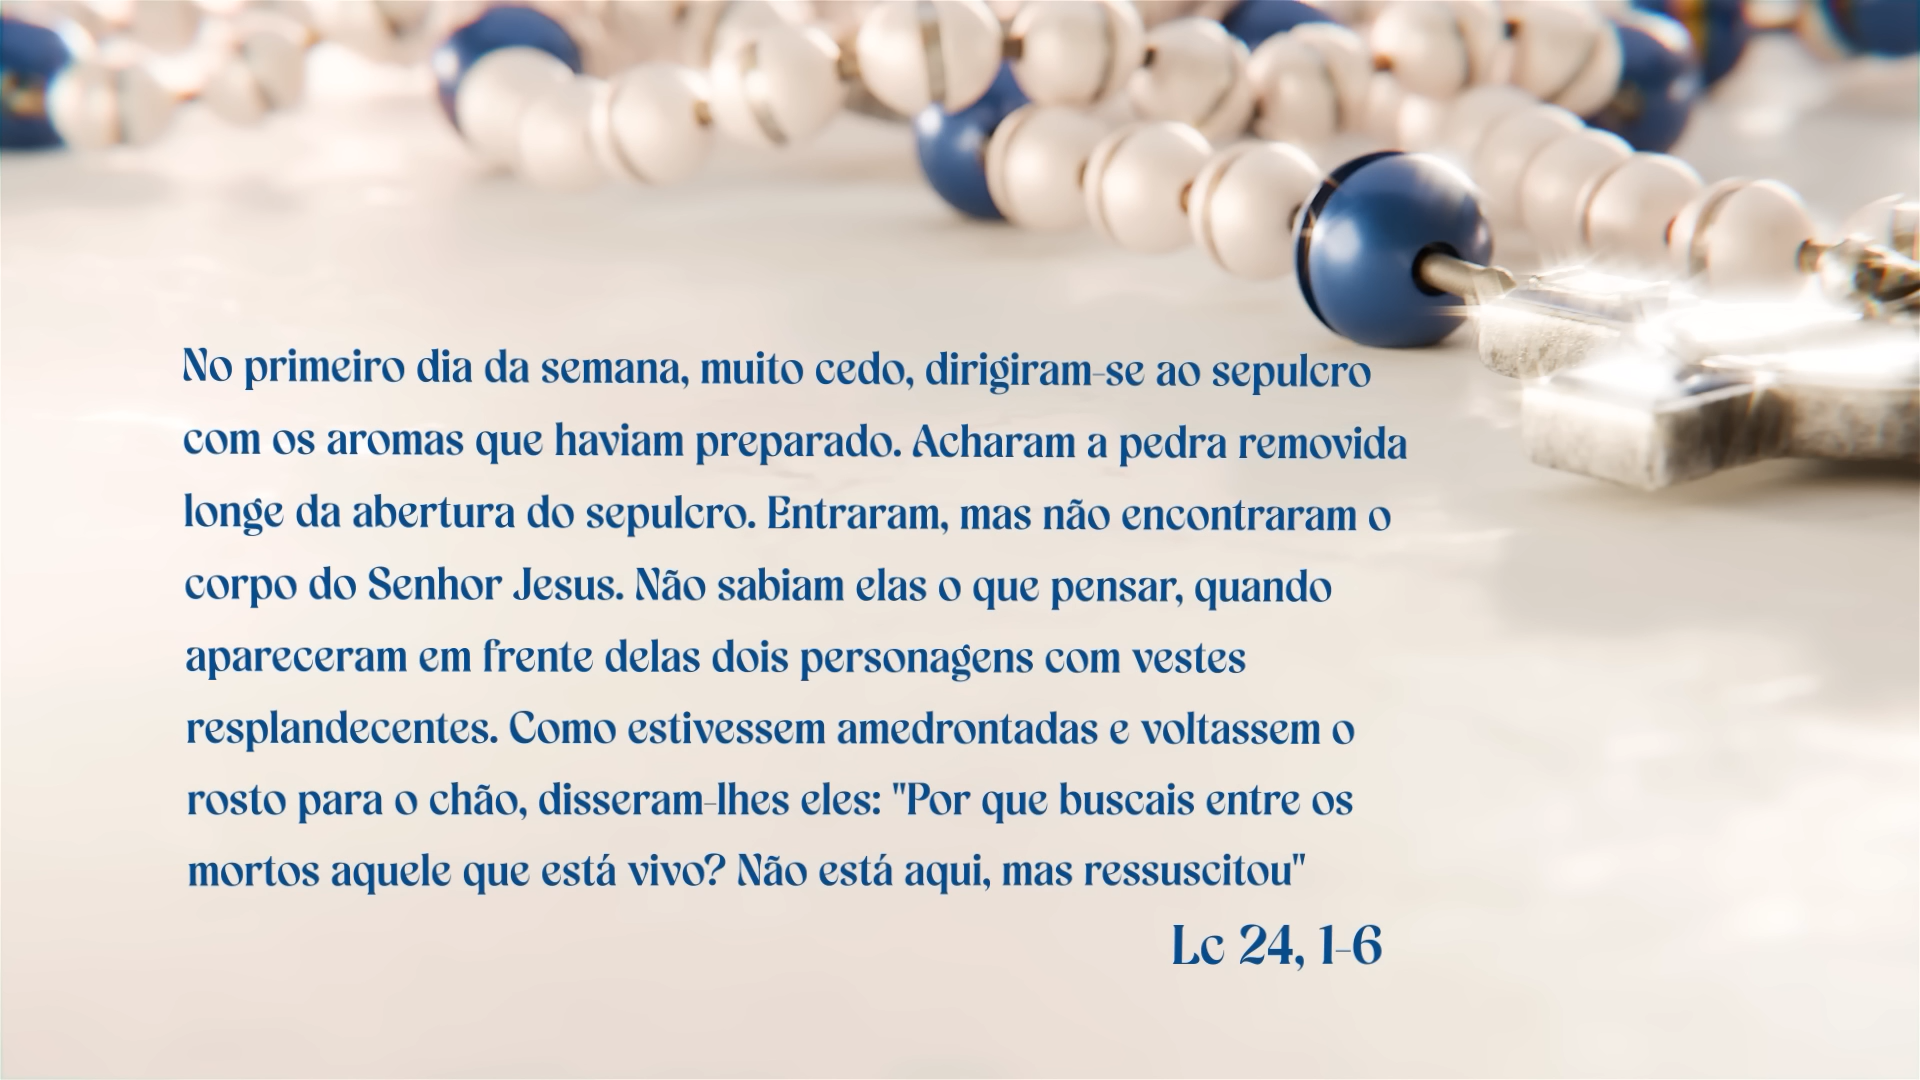 No primeiro dia da semana, muito cedo, dirigiram-se ao sepulcro
com os aromas que haviam preparado. Acharam a pedra removida
longe da abertura do sepulcro. Entraram, mas não encontraram o
corpo do Senhor Jesus. Não sabiam elas o que pensar, quando
apareceram em frente delas dois personagens com vestes
resplandecentes. Como estivessem amedrontadas e voltassem o
rosto para o chão, disseram-lhes eles: "Por que buscais entre os
mortos aquele que está vivo? Não está aqui, mas ressuscitou"
Lc 24, 1-6